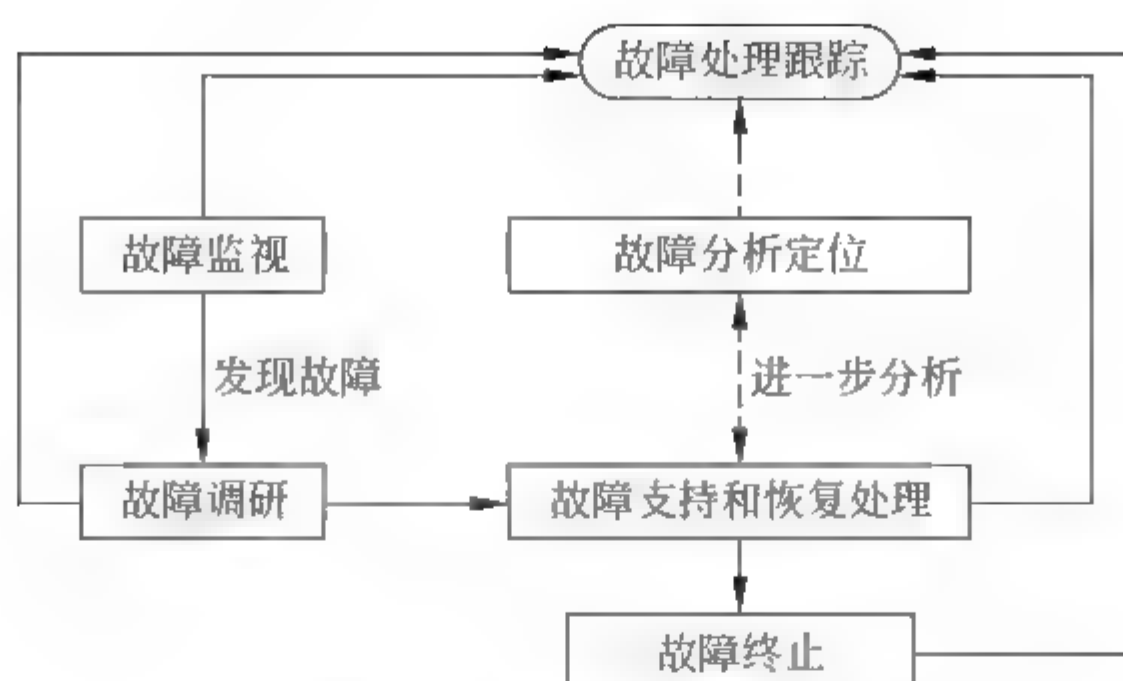 故障处理跟踪
故障监视
故障分析定位
发现故障
进一步分析
故障调研
故障支持和恢复处理
故障终止